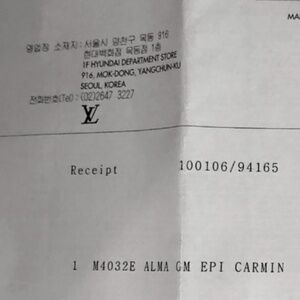 MA
영업장 소재지: 서울시 양천구 목동 916
현대백화점 목동점 1층
1F HYUNDAI DEPARTMENT STORE
916, MOK-DONG, YANGCHUN-KU
SEOUL, KOREA
전화번호(Tel) : (02)2647 3227
LV
Receipt 100106/94165
1 M4032E ALMA GM EPI CARMIN